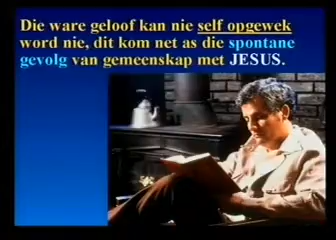 Die ware geloof kan nie self opgewek
word nie, dit kom net as die spontane
gevolg van gemeenskap met JESUS.